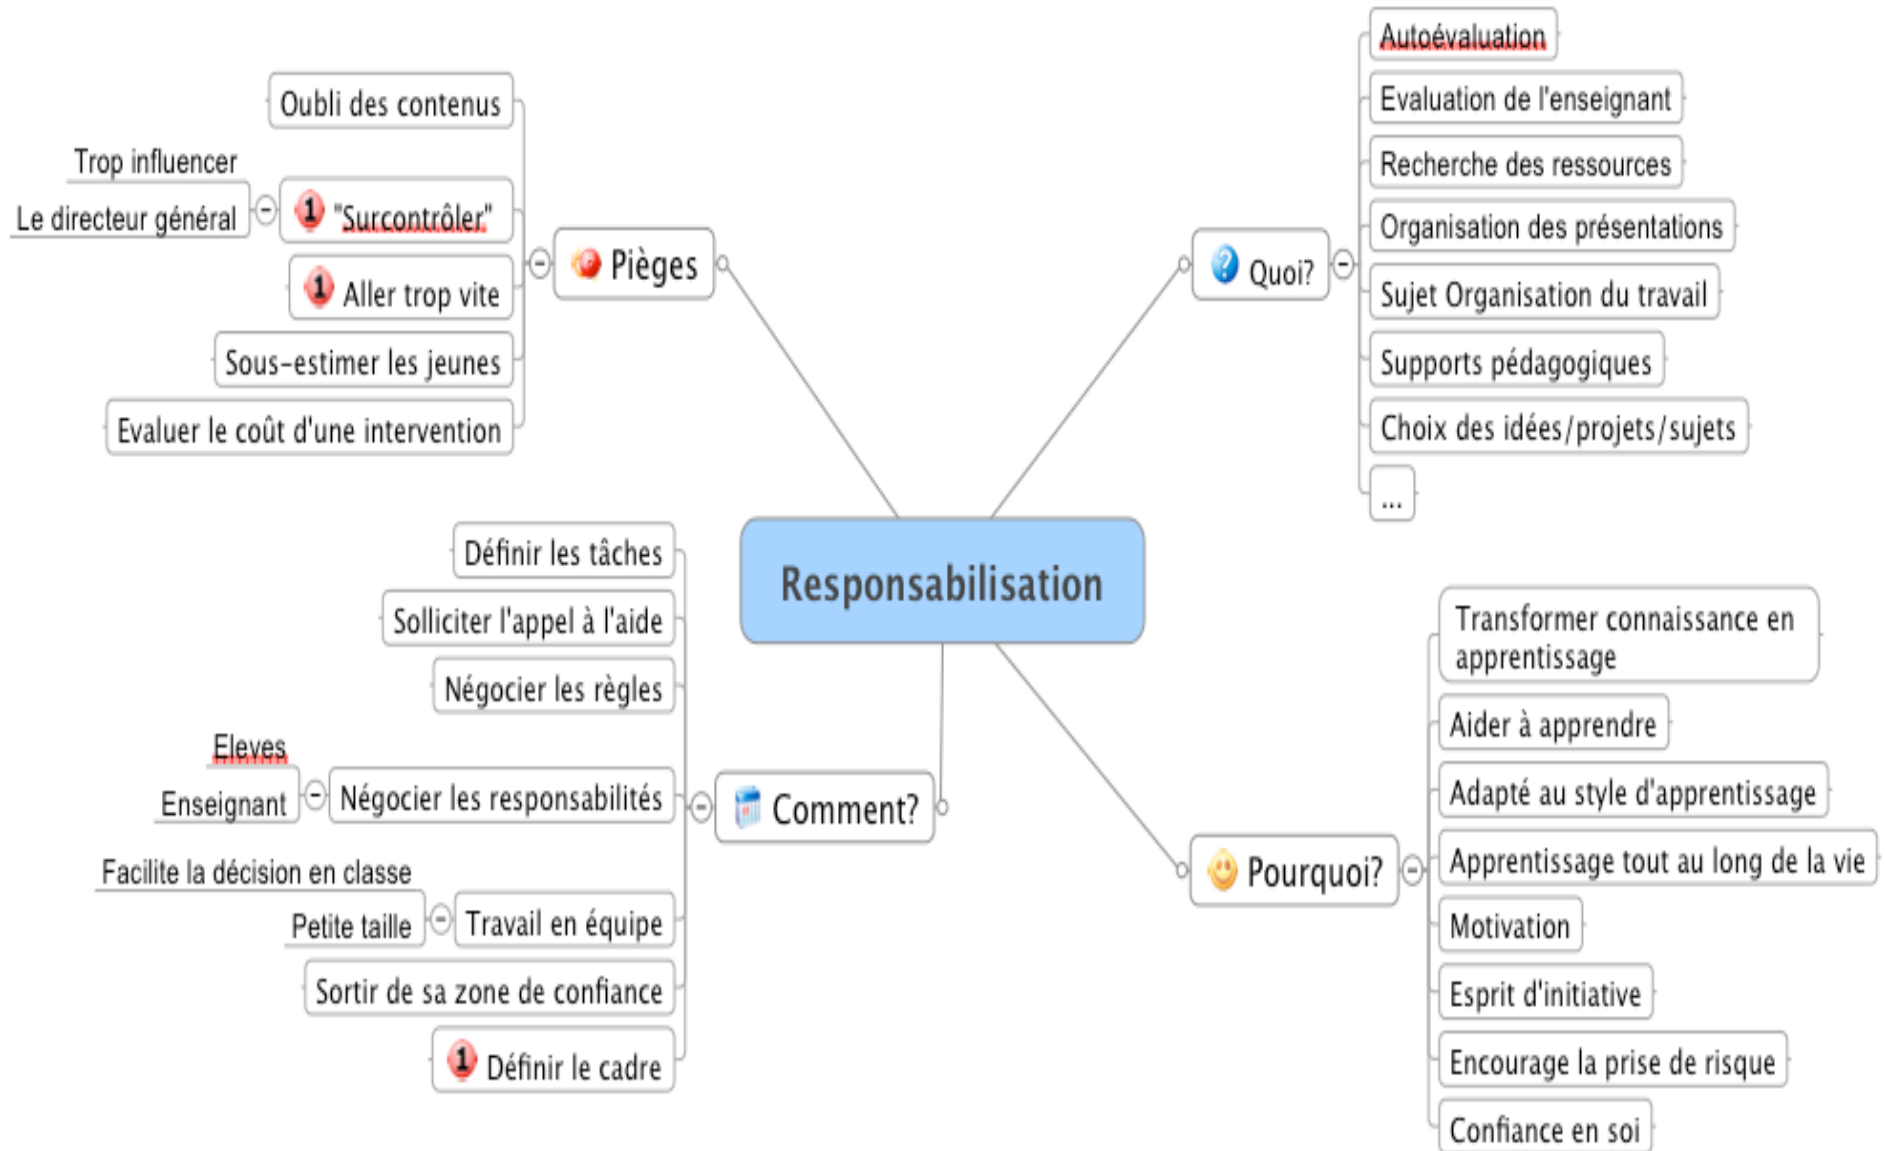 Responsabilisation
Quoi?
Autoévaluation
Evaluation de l'enseignant
Recherche des ressources
Organisation des présentations
Sujet Organisation du travail
Supports pédagogiques
Choix des idées/projets/sujets
...
Pourquoi?
Transformer connaissance en
apprentissage
Aider à apprendre
Adapté au style d'apprentissage
Apprentissage tout au long de la vie
Motivation
Esprit d'initiative
Encourage la prise de risque
Confiance en soi
Comment?
Définir les tâches
Solliciter l'appel à l'aide
Négocier les règles
Négocier les responsabilités
Eleves
Enseignant
Travail en équipe
Facilite la décision en classe
Petite taille
Sortir de sa zone de confiance
1 Définir le cadre
Pièges
Oubli des contenus
1 "Surcontrôler"
Trop influencer
Le directeur général
1 Aller trop vite
Sous-estimer les jeunes
Evaluer le coût d'une intervention